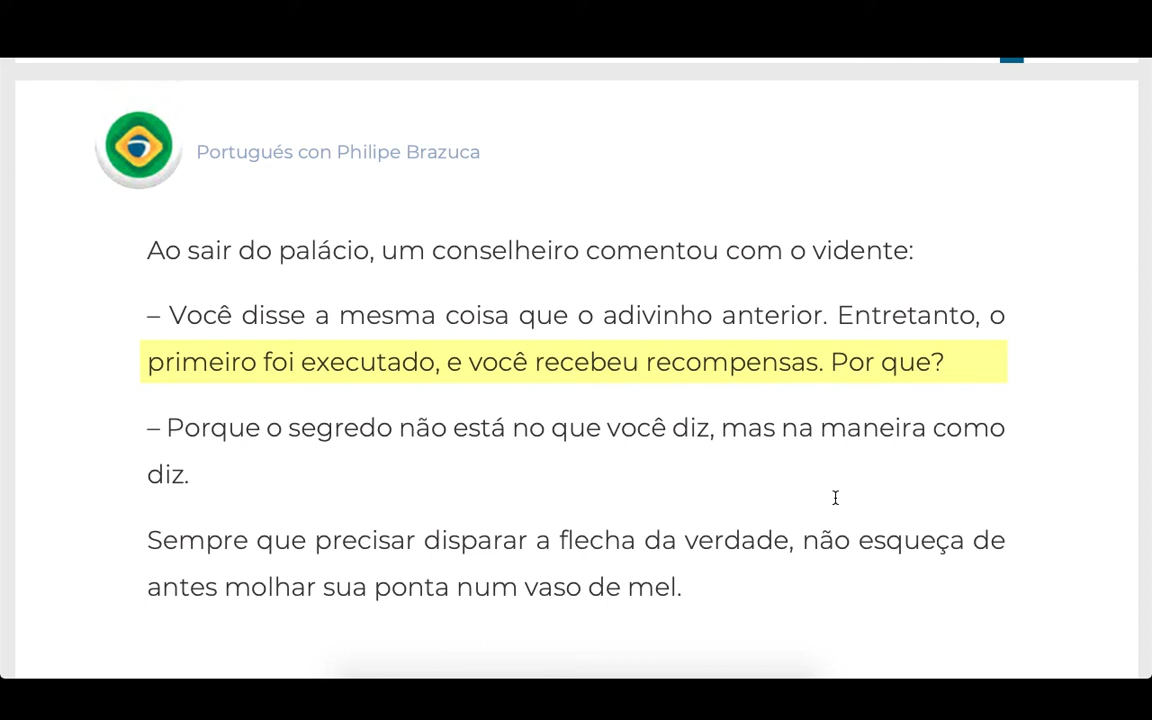 Portugués con Philipe Brazuca
Ao sair do palácio, um conselheiro comentou com o vidente:
– Você disse a mesma coisa que o adivinho anterior. Entretanto, o
primeiro foi executado, e você recebeu recompensas. Por que?
– Porque o segredo não está no que você diz, mas na maneira como
diz.
Sempre que precisar disparar a flecha da verdade, não esqueça de
antes molhar sua ponta num vaso de mel.